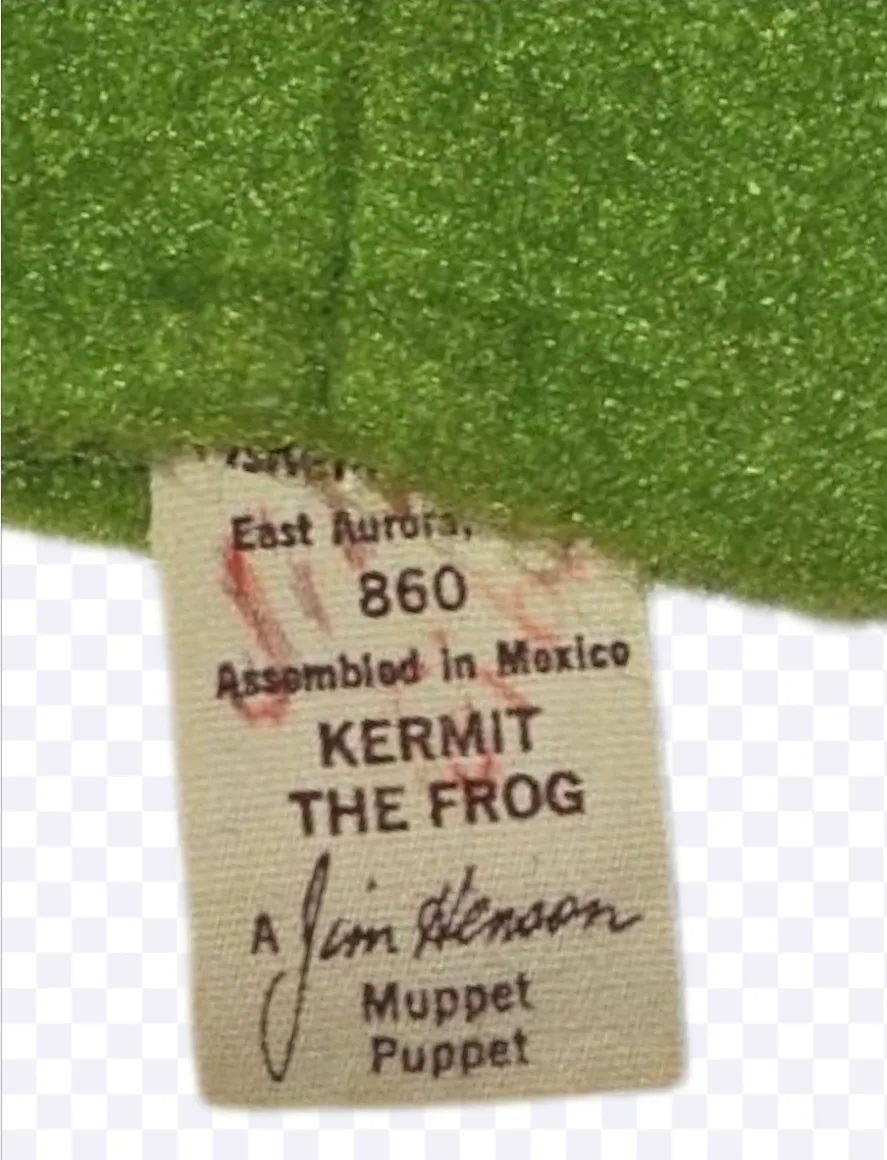 East Aurora,
860
Assembled in Mexico
KERMIT
THE FROG
A Jim Henson
Muppet
Puppet